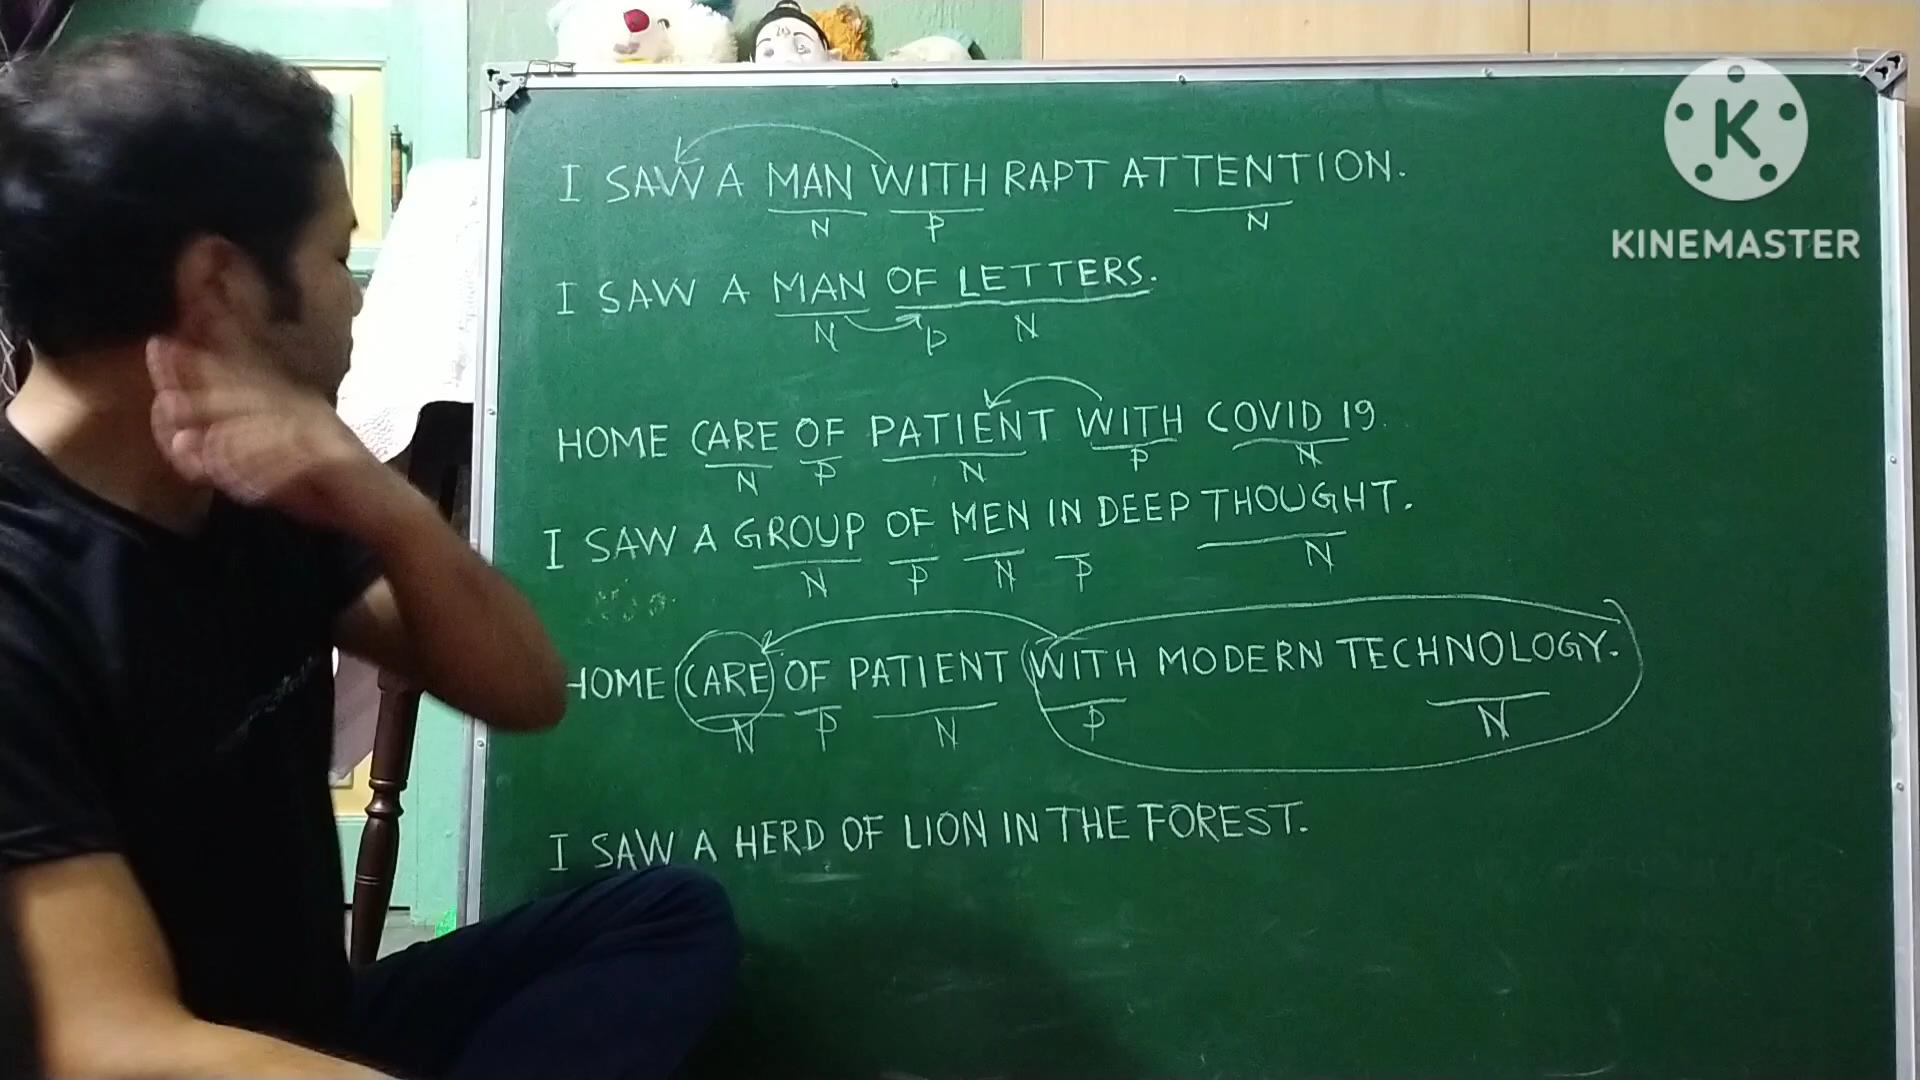 I SAW A MAN WITH RAPT ATTENTION.
N P N
I SAW A MAN OF LETTERS.
N P N
HOME CARE OF PATIENT WITH COVID 19.
N P N P N
I SAW A GROUP OF MEN IN DEEP THOUGHT.
N P N P N
HOME CARE OF PATIENT WITH MODERN TECHNOLOGY.
N P N P N
I SAW A HERD OF LION IN THE FOREST.
K
KINEMASTER